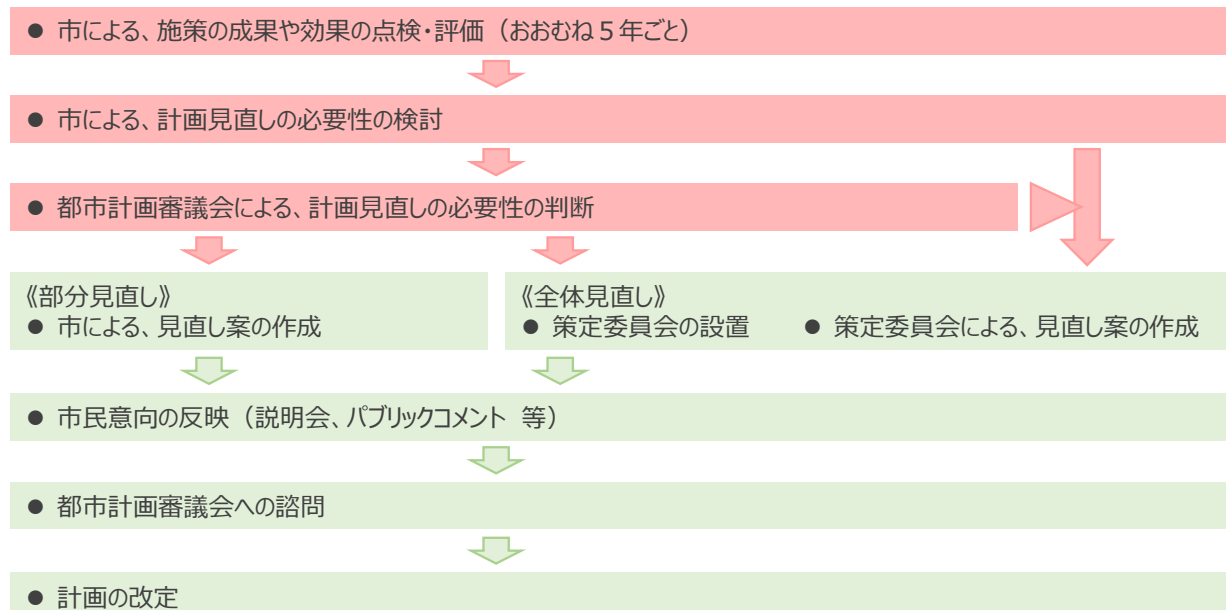 ● 市による、施策の成果や効果の点検・評価（おおむね５年ごと）
● 市による、計画見直しの必要性の検討
● 都市計画審議会による、計画見直しの必要性の判断
《部分見直し》
● 市による、見直し案の作成
《全体見直し》
● 策定委員会の設置　● 策定委員会による、見直し案の作成
● 市民意向の反映（説明会、パブリックコメント　等）
● 都市計画審議会への諮問
● 計画の改定